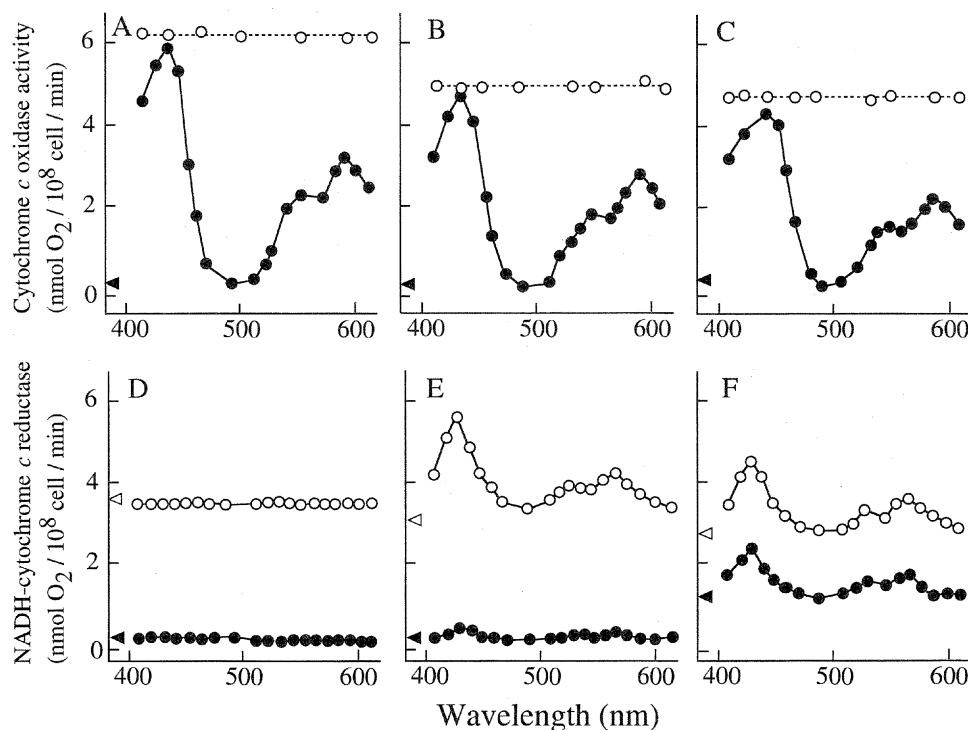 Cytochrome c oxidase activity
(nmol O2 / 10^8 cell / min)
A
B
C
6
4
2
0
400 500 600
400 500 600
400 500 600
NADH-cytochrome c reductase
(nmol O2 / 10^8 cell / min)
D
E
F
6
4
2
0
400 500 600
400 500 600
400 500 600
Wavelength (nm)